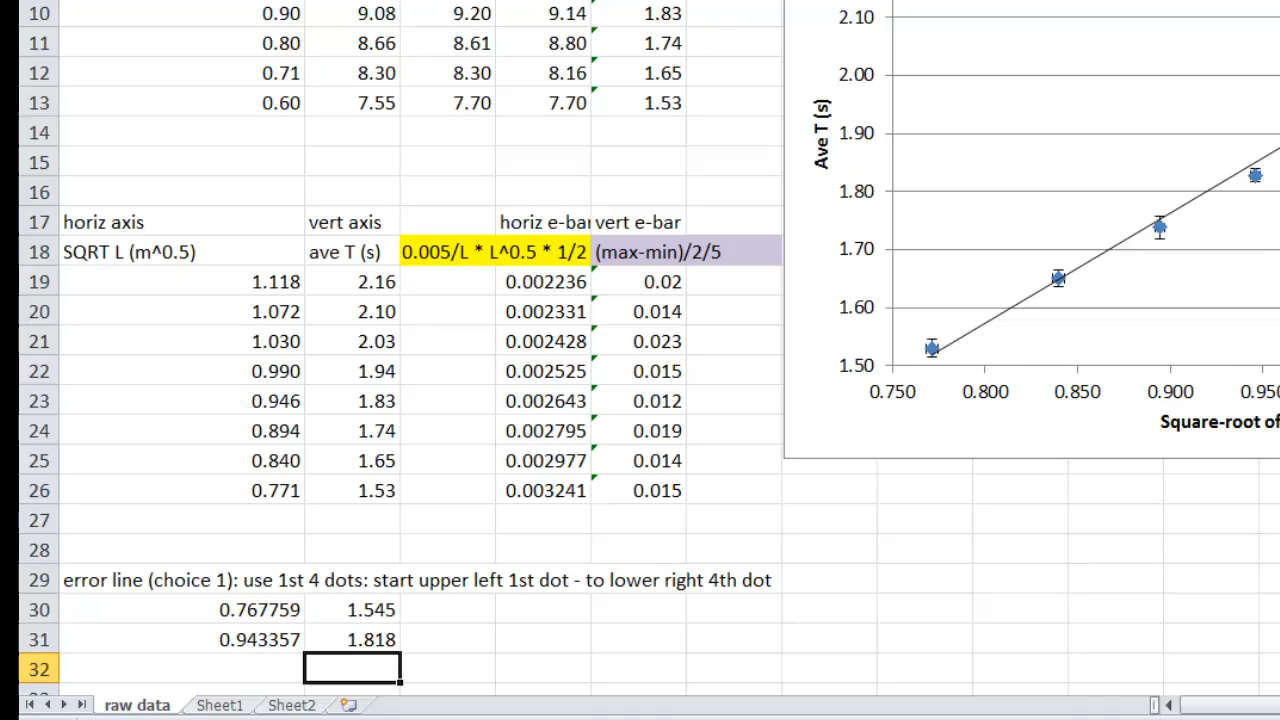 10 0.90 9.08 9.20 9.14 1.83
11 0.80 8.66 8.61 8.80 1.74
12 0.71 8.30 8.30 8.16 1.65
13 0.60 7.55 7.70 7.70 1.53
14
15
16
17 horiz axis vert axis horiz e-bar vert e-bar
18 SQRT L (m^0.5) ave T (s) 0.005/L * L^0.5 * 1/2 (max-min)/2/5
19 1.118 2.16 0.002236 0.02
20 1.072 2.10 0.002331 0.014
21 1.030 2.03 0.002428 0.023
22 0.990 1.94 0.002525 0.015
23 0.946 1.83 0.002643 0.012
24 0.894 1.74 0.002795 0.019
25 0.840 1.65 0.002977 0.014
26 0.771 1.53 0.003241 0.015
27
28
29 error line (choice 1): use 1st 4 dots: start upper left 1st dot - to lower right 4th dot
30 0.767759 1.545
31 0.943357 1.818
32
raw data Sheet1 Sheet2
Ave T (s)
2.10
2.00
1.90
1.80
1.70
1.60
1.50
0.750 0.800 0.850 0.900 0.950
Square-root of